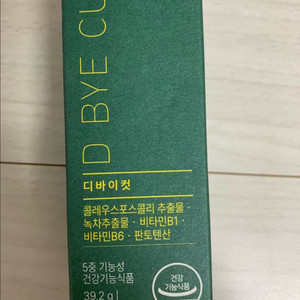 D BYE CU
디바이컷
콜레우스포스콜리 추출물 ·
녹차추출물 · 비타민B1 ·
비타민B6 · 판토텐산
5중 기능성
건강기능식품
39.2 g |
건강
기능식품